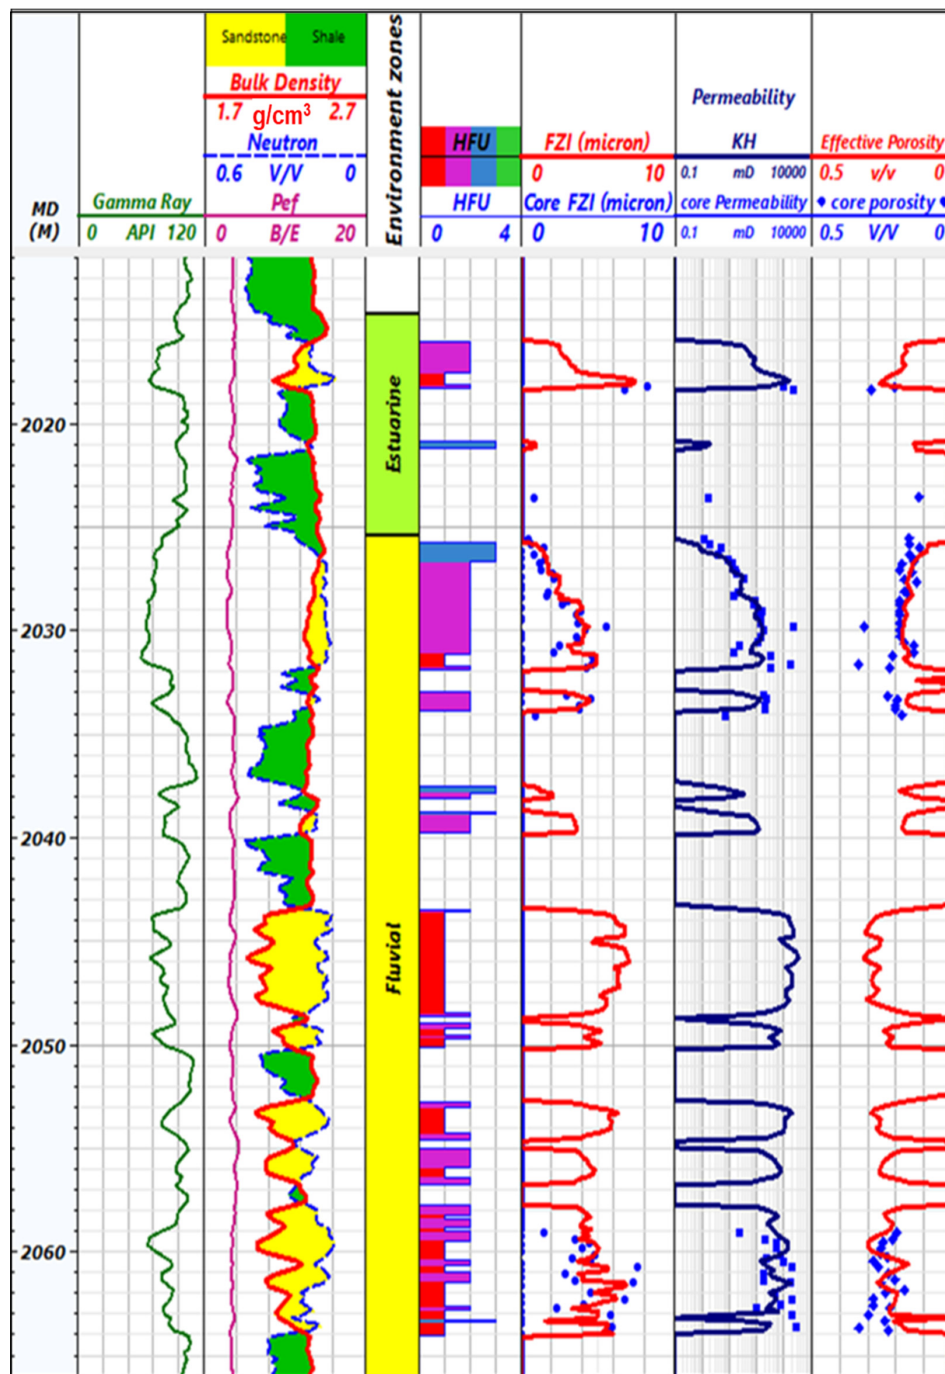 Sandstone Shale
Bulk Density
1.7 g/cm³ 2.7
Neutron
0.6 V/V 0
Pef
0 B/E 20
MD
(M)
Gamma Ray
0 API 120
Environment zones
HFU
HFU
0 4
FZI (micron)
0 10
Core FZI (micron)
0 10
Permeability
KH
0.1 mD 10000
core Permeability
0.1 mD 10000
Effective Porosity
0.5 v/v 0
core porosity
0.5 V/V 0
Estuarine
Fluvial
2020
2030
2040
2050
2060